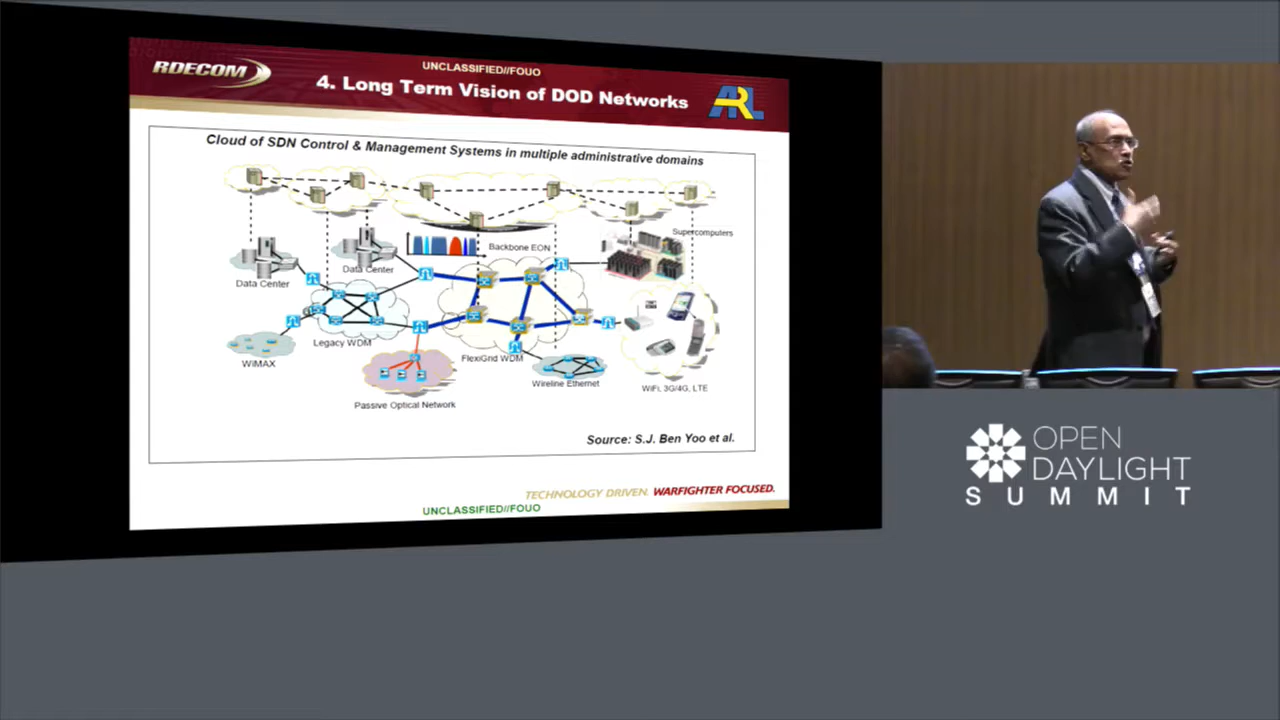 RDECOM
UNCLASSIFIED//FOUO
4. Long Term Vision of DOD Networks
ARL
Cloud of SDN Control & Management Systems in multiple administrative domains
Supercomputers
Backbone EON
Data Center
Data Center
Legacy WDM
FlexiGrid WDM
WiMAX
Wireline Ethernet
WiFi, 3G/4G, LTE
Passive Optical Network
Source: S.J. Ben Yoo et al.
TECHNOLOGY DRIVEN. WARFIGHTER FOCUSED.
UNCLASSIFIED//FOUO
OPEN
DAYLIGHT
SUMMIT